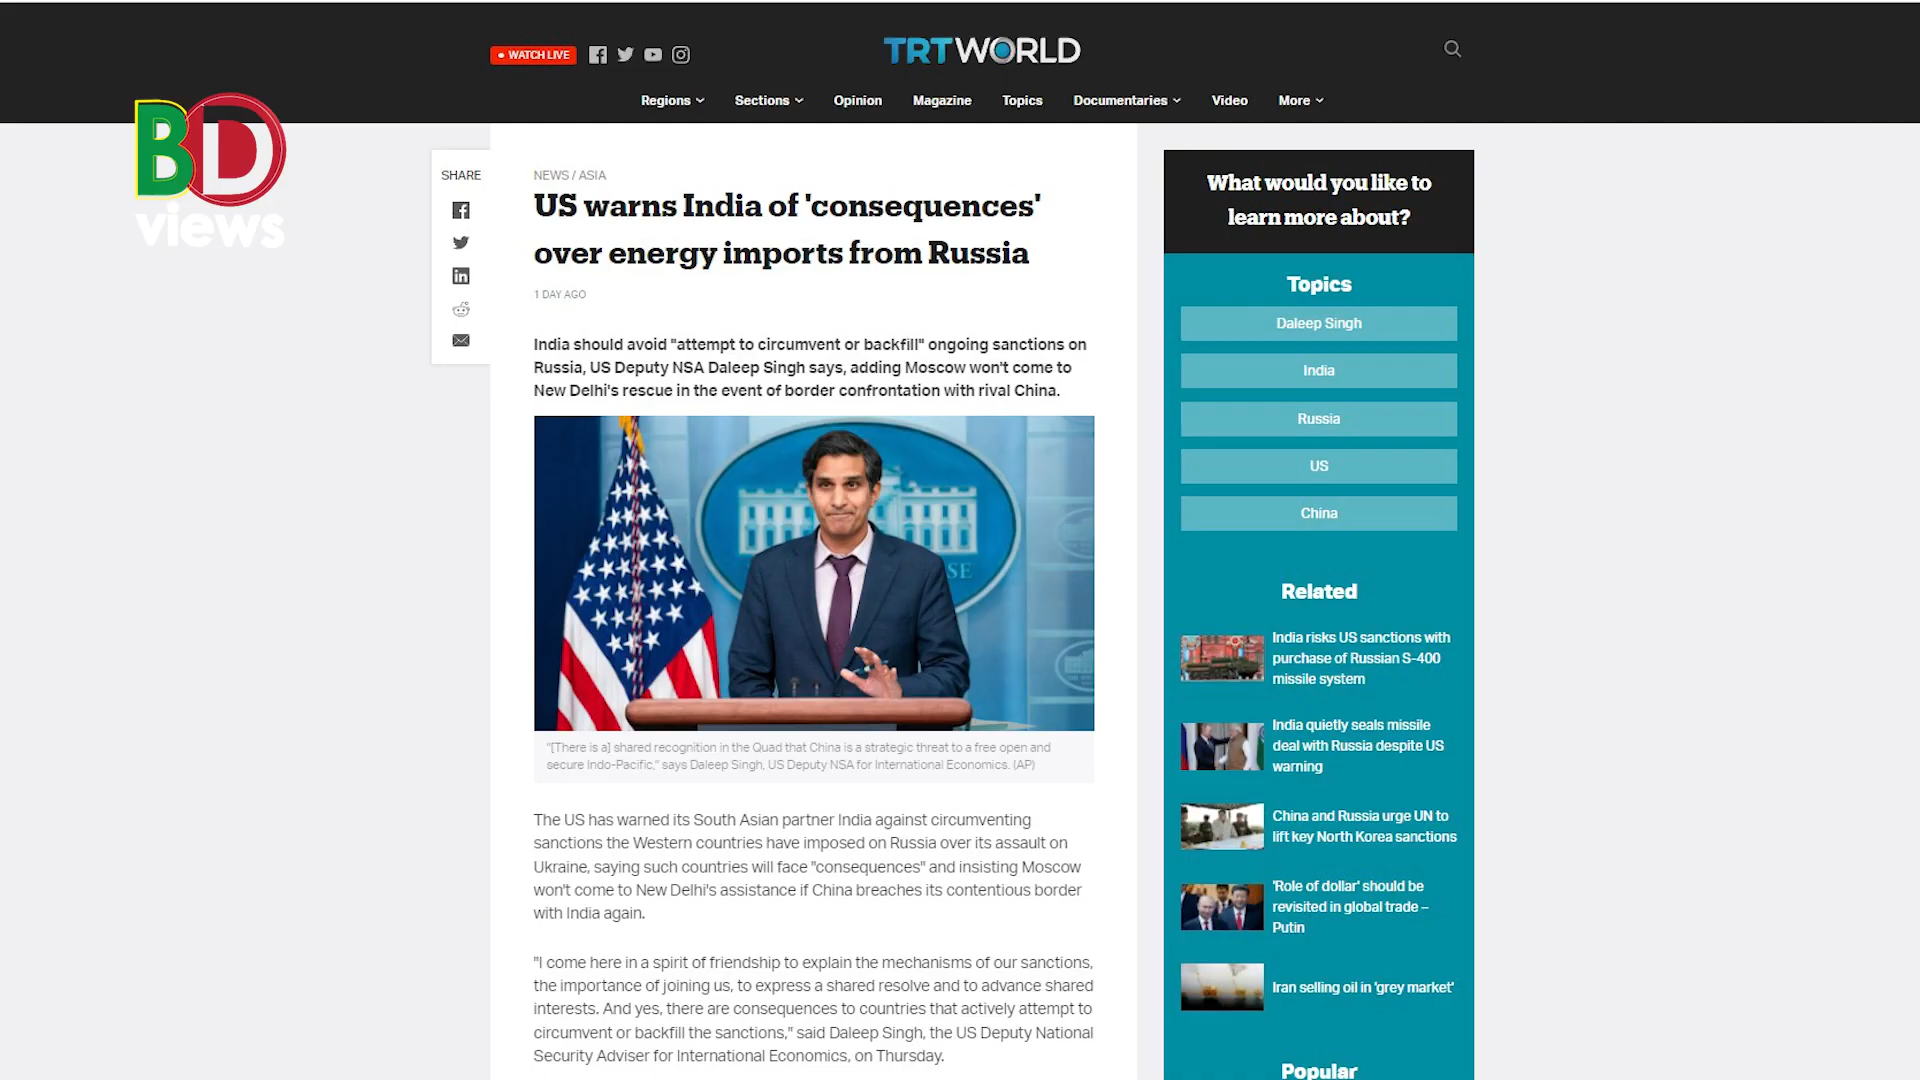 WATCH LIVE
TRT WORLD
Regions
Sections
Opinion
Magazine
Topics
Documentaries
Video
More
BD
views
SHARE
NEWS / ASIA
US warns India of 'consequences'
over energy imports from Russia
1 DAY AGO
India should avoid "attempt to circumvent or backfill" ongoing sanctions on
Russia, US Deputy NSA Daleep Singh says, adding Moscow won't come to
New Delhi's rescue in the event of border confrontation with rival China.
SE
"[There is a] shared recognition in the Quad that China is a strategic threat to a free open and
secure Indo-Pacific," says Daleep Singh, US Deputy NSA for International Economics. (AP)
The US has warned its South Asian partner India against circumventing
sanctions the Western countries have imposed on Russia over its assault on
Ukraine, saying such countries will face "consequences" and insisting Moscow
won't come to New Delhi's assistance if China breaches its contentious border
with India again.
"I come here in a spirit of friendship to explain the mechanisms of our sanctions,
the importance of joining us, to express a shared resolve and to advance shared
interests. And yes, there are consequences to countries that actively attempt to
circumvent or backfill the sanctions," said Daleep Singh, the US Deputy National
Security Adviser for International Economics, on Thursday.
What would you like to
learn more about?
Topics
Daleep Singh
India
Russia
US
China
Related
India risks US sanctions with
purchase of Russian S-400
missile system
India quietly seals missile
deal with Russia despite US
warning
China and Russia urge UN to
lift key North Korea sanctions
'Role of dollar' should be
revisited in global trade –
Putin
Iran selling oil in 'grey market'
Popular